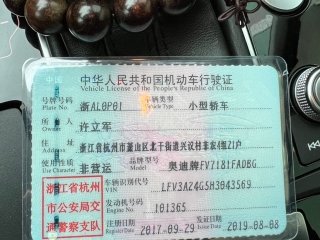 中华人民共和国机动车行驶证
Vehicle License of the People's Republic of China
号牌号码 浙AL0P01 车辆类型 小型轿车
Plate No. Vehicle Type
所有人 许立军
Owner
住址 浙江省杭州市萧山区北干街道兴议村非农4组21户
Address
使用性质 非营运 品牌型号 奥迪牌FV7181FADBG
Use Character Model
浙江省杭州 车辆识别代号 LFV3A24G5H3043569
VIN
市公安局交 发动机号码 101365
Engine No.
通警察支队 注册日期 2017-09-29 发证日期 2019-08-08
Register Date Issue Date